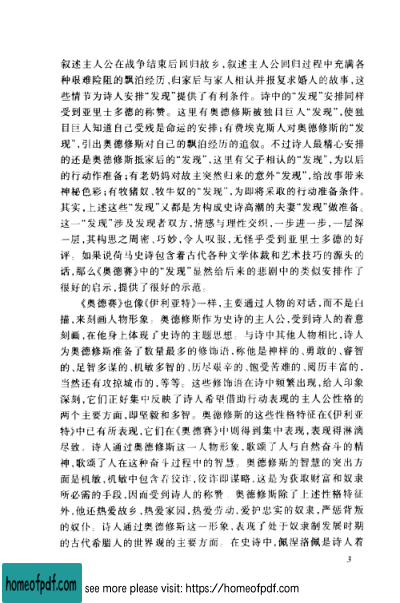 叙述主人公在战争结束后回归故乡,叙述主人公回归过程中充满各
种艰难险阻的飘泊经历,归家后与家人相认并报复求婚人的故事,这
些情节为诗人安排“发现”提供了有利条件。诗中的“发现”安排同样
受到亚里士多德的称赞。这里有奥德修斯被独目巨人“发现”,使独
目巨人知道自己受残是命运的安排;有费埃克斯人对奥德修斯的“发
现”,引出奥德修斯对自己的飘泊经历的追叙。不过诗人最精心安排
的还是奥德修斯抵家后的“发现”,这里有父子相认的“发现”,为以后
的行动作准备;有老奶妈对故主突然归来的意外“发现”,给故事带来
神秘色彩;有牧猪奴、牧牛奴的“发现”,为即将采取的行动准备条件。
其实,上述这些“发现”又都是为构成史诗高潮的夫妻“发现”做准备。
这一“发现”涉及发现者双方,情感与理性交织,一步进一步,一层深
一层,其构思之周密、巧妙,令人叹服,无怪乎受到亚里士多德的好
评。如果说荷马史诗包含着古代各种文学体裁和艺术技巧的源头的
话,那么《奥德赛》中的“发现”显然给后来的悲剧中的类似安排作了
很好的启示,提供了很好的示范。
《奥德赛》也像《伊利亚特》一样,主要通过人物的对话,而不是白
描,来刻画人物形象。奥德修斯作为史诗的主人公,受到诗人的着意
刻画,在他身上体现了史诗的主题思想。与诗中其他人物相比,诗人
为奥德修斯准备了数量最多的修饰语,称他是神样的、勇敢的、睿智
的、足智多谋的、机敏多智的、历尽艰辛的、饱受苦难的、阅历丰富的,
当然还有攻掠城市的,等等。这些修饰语在诗中频繁出现,给人印象
深刻,它们正好集中反映了诗人希望借助行动表现的主人公性格的
两个主要方面,即坚毅和多智。奥德修斯的这些性格特征在《伊利亚
特》中已有所表现,它们在《奥德赛》中则得到集中表现,表现得淋漓
尽致。诗人通过奥德修斯这一人物形象,歌颂了人与自然奋斗的精
神,歌颂了人在这种奋斗过程中的智慧。奥德修斯的智慧的突出方
面是机敏,机敏中包含着狡诈,狡诈即谋略,这是为获取财富和奴隶
所必需的手段,因而受到诗人的称赞。奥德修斯除了上述性格特征
外,他还热爱故乡,热爱家园,热爱劳动,爱护忠实的奴隶,严惩背叛
的奴仆。诗人通过奥德修斯这一形象,表现了处于奴隶制发展时期
的古代希腊人的世界观的主要方面。在史诗中,佩涅洛佩是诗人着
3
homeofpdf.com
see more please visit: https://homeofpdf.com